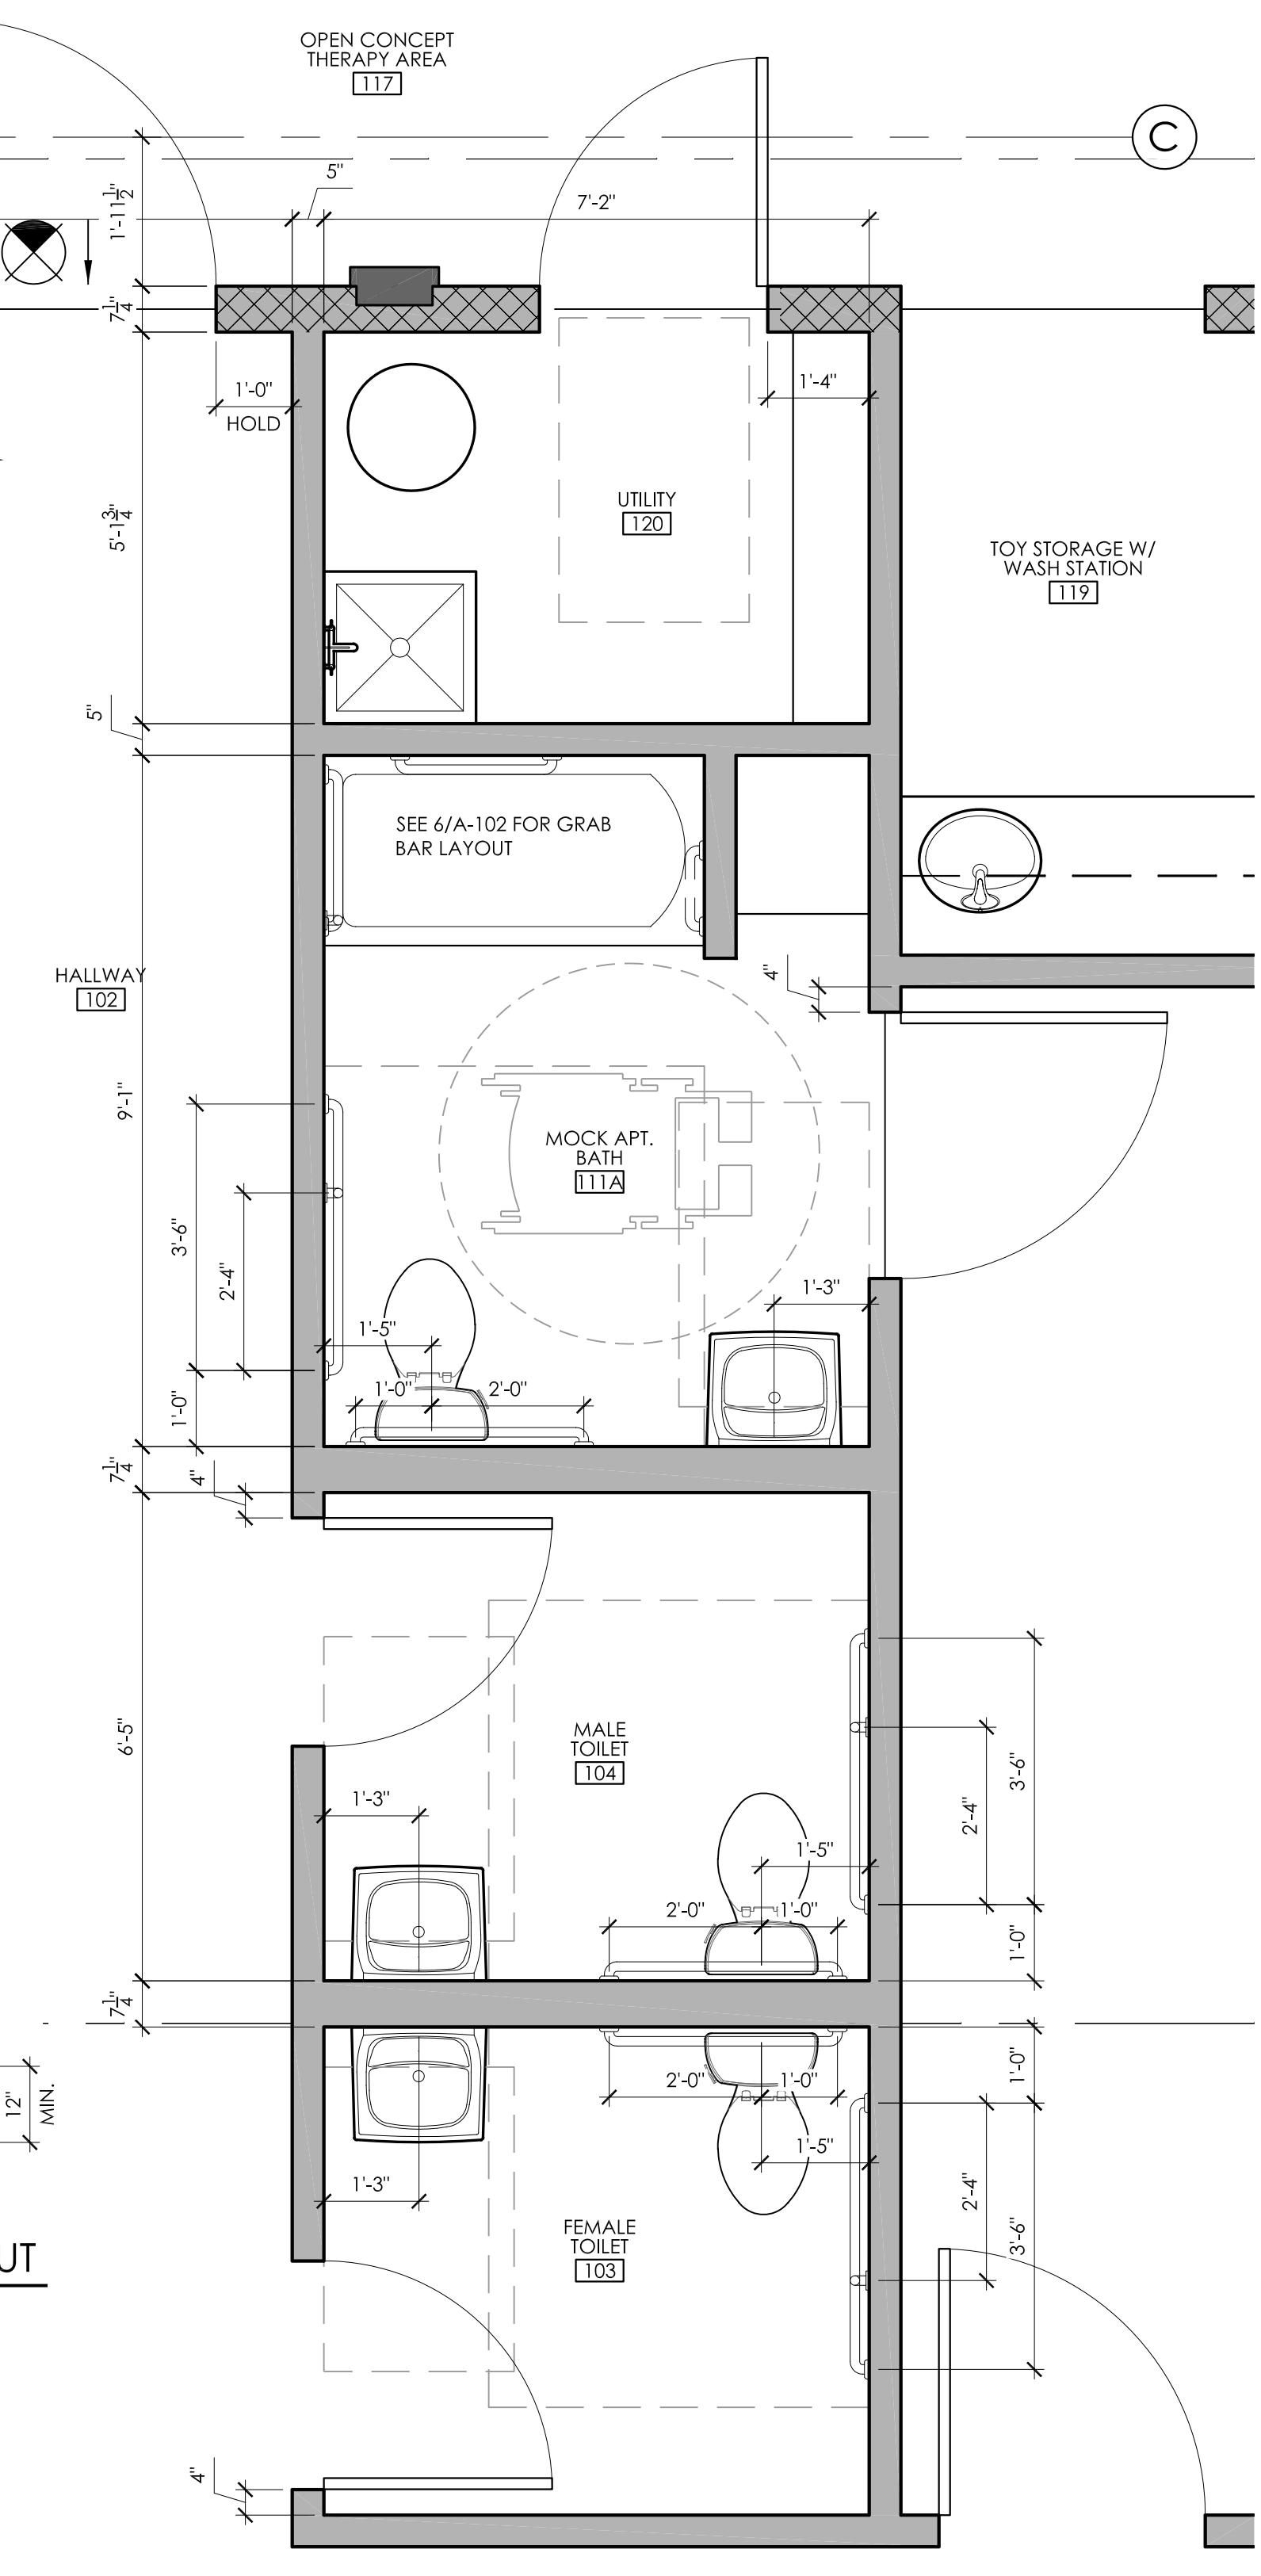 OPEN CONCEPT
THERAPY AREA
117
C
5"
7'-2"
1'-11 1/2"
7 1/4"
1'-0"
HOLD
1'-4"
5'-1 3/4"
UTILITY
120
TOY STORAGE W/
WASH STATION
119
5"
SEE 6/A-102 FOR GRAB
BAR LAYOUT
HALLWAY
102
4"
9'-1"
MOCK APT.
BATH
111A
3'-6"
2'-4"
1'-3"
1'-5"
1'-0"
2'-0"
1'-0"
7 1/4"
4"
6'-5"
MALE
TOILET
104
3'-6"
2'-4"
1'-3"
1'-5"
2'-0"
1'-0"
1'-0"
7 1/4"
1'-0"
12"
MIN.
2'-0"
1'-0"
1'-5"
2'-4"
1'-3"
3'-6"
FEMALE
TOILET
103
UT
4"